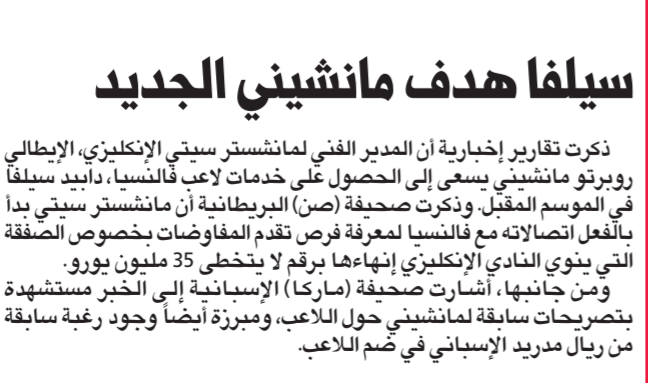 سيلفا هدف مانشيني الجديد
ذكرت تقارير إخبارية أن المدير الفني لمانشستر سيتي الإنكليزي، الإيطالي
روبرتو مانشيني يسعى إلى الحصول على خدمات لاعب فالنسيا، دابيد سيلفا
في الموسم المقبل. وذكرت صحيفة (صن) البريطانية أن مانشستر سيتي بدأ
بالفعل اتصالاته مع فالنسيا لمعرفة فرص تقدم المفاوضات بخصوص الصفقة
التي ينوي النادي الإنكليزي إنهاءها برقم لا يتخطى 35 مليون يورو.
ومن جانبها، أشارت صحيفة (ماركا) الإسبانية إلى الخبر مستشهدة
بتصريحات سابقة لمانشيني حول اللاعب، ومبرزة أيضاً وجود رغبة سابقة
من ريال مدريد الإسباني في ضم اللاعب.